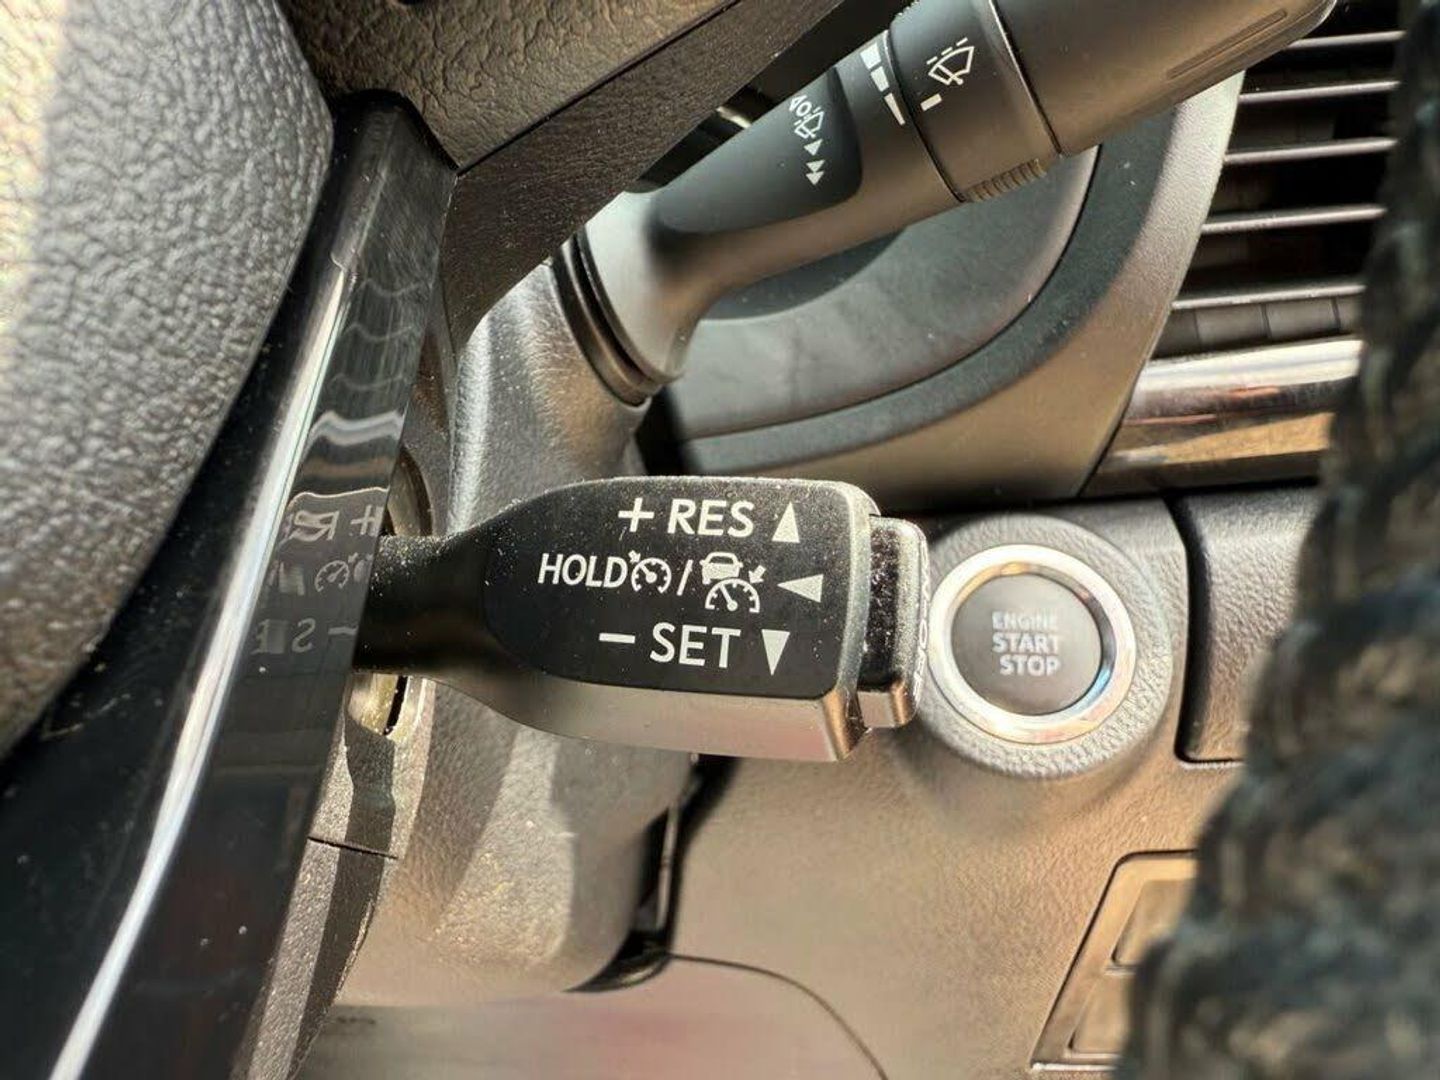 + RES
HOLD /
− SET
ENGINE
START
STOP